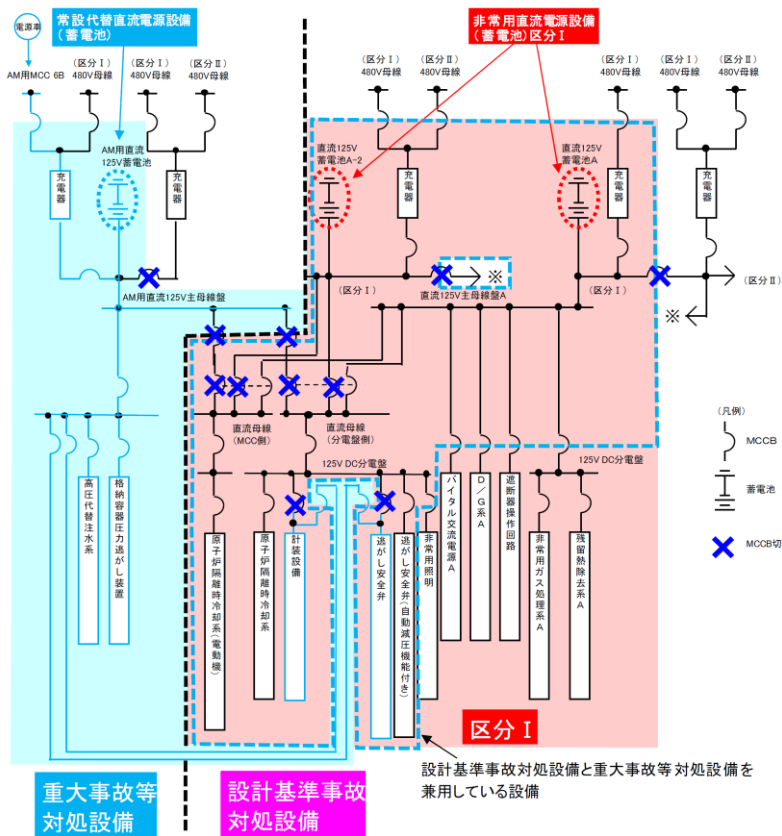 電源車
常設代替直流電源設備
(蓄電池)
非常用直流電源設備
(蓄電池)区分Ⅰ
AM用MCC 6B
(区分Ⅰ)
480V母線
(区分Ⅰ)
480V母線
(区分Ⅱ)
480V母線
(区分Ⅰ)
480V母線
(区分Ⅱ)
480V母線
(区分Ⅰ)
480V母線
(区分Ⅰ)
480V母線
(区分Ⅱ)
480V母線
充電器
AM用直流
125V蓄電池
充電器
直流125V
蓄電池A-2
充電器
直流125V
蓄電池A
充電器
充電器
※
(区分Ⅰ)
(区分Ⅰ)
(区分Ⅱ)
AM用直流125V主母線盤
直流125V主母線盤A
※
直流母線
(MCC側)
直流母線
(分電盤側)
125V DC分電盤
125V DC分電盤
高圧代替注水系
格納容器圧力逃がし装置
原子炉隔離時冷却系(電動機)
原子炉隔離時冷却系
計装設備
逃がし安全弁
逃がし安全弁(自動減圧機能付き)
非常用照明
バイタル交流電源A
D/G系A
遮断器操作回路
非常用ガス処理系A
残留熱除去系A
(凡例)
MCCB
蓄電池
MCCB切
区分Ⅰ
設計基準事故対処設備と重大事故等対処設備を
兼用している設備
重大事故等
対処設備
設計基準事故
対処設備